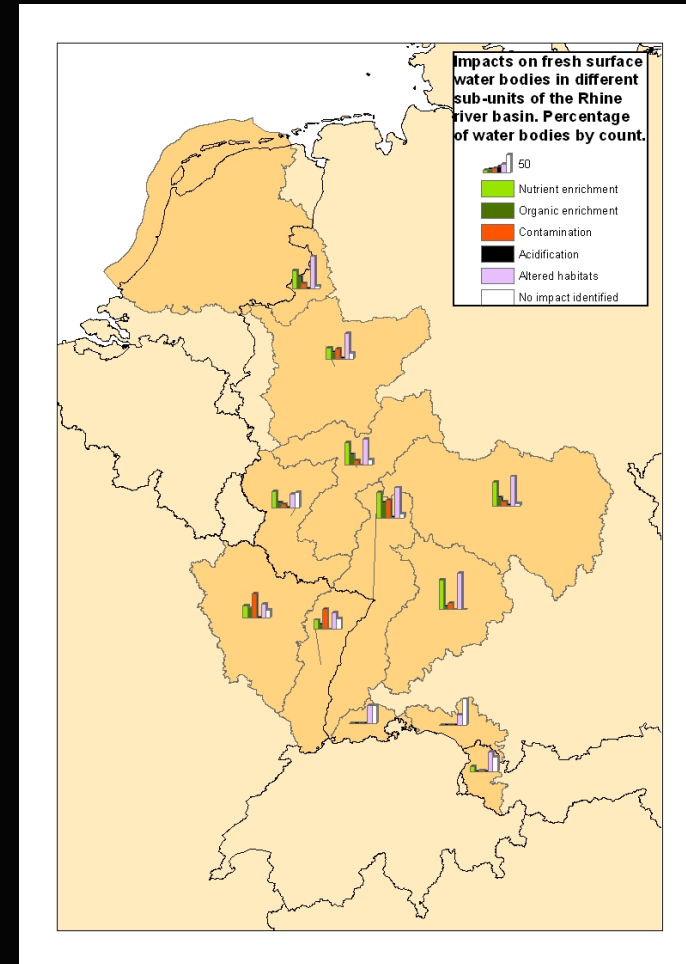 Impacts on fresh surface
water bodies in different
sub-units of the Rhine
river basin. Percentage
of water bodies by count.
50
Nutrient enrichment
Organic enrichment
Contamination
Acidification
Altered habitats
No impact identified